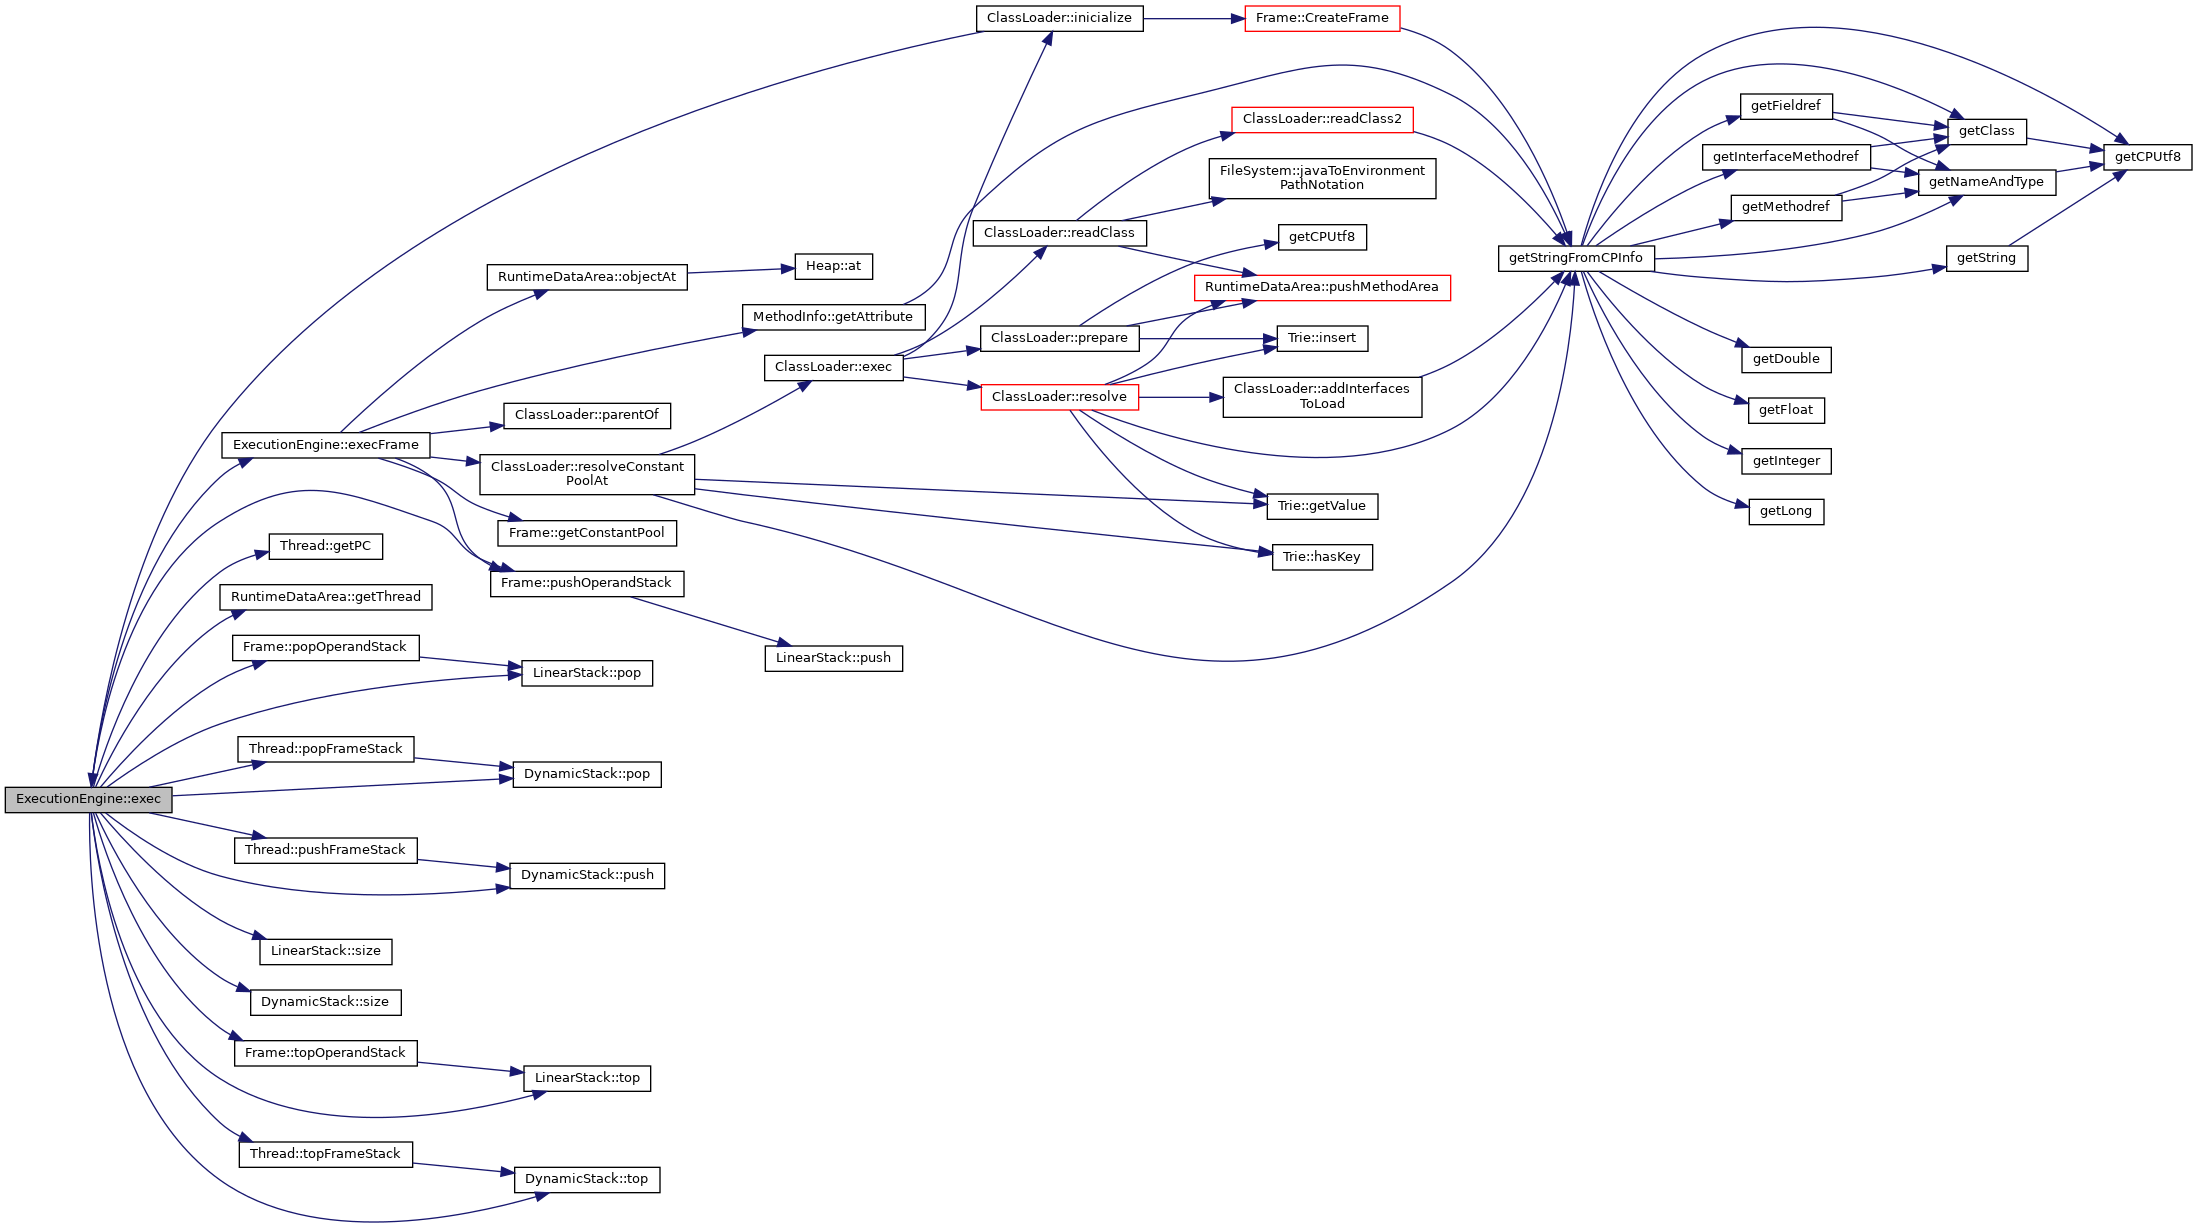 ClassLoader::inicialize
Frame::CreateFrame
getFieldref
ClassLoader::readClass2
getClass
getInterfaceMethodref
getCPUtf8
FileSystem::javaToEnvironment
PathNotation
getNameAndType
getMethodref
ClassLoader::readClass
getCPUtf8
getStringFromCPInfo
getString
Heap::at
RuntimeDataArea::objectAt
RuntimeDataArea::pushMethodArea
MethodInfo::getAttribute
ClassLoader::prepare
Trie::insert
getDouble
ClassLoader::exec
ClassLoader::resolve
ClassLoader::addInterfaces
ToLoad
getFloat
ClassLoader::parentOf
ExecutionEngine::execFrame
getInteger
ClassLoader::resolveConstant
PoolAt
Trie::getValue
getLong
Frame::getConstantPool
Thread::getPC
Trie::hasKey
Frame::pushOperandStack
RuntimeDataArea::getThread
Frame::popOperandStack
LinearStack::push
LinearStack::pop
Thread::popFrameStack
DynamicStack::pop
ExecutionEngine::exec
Thread::pushFrameStack
DynamicStack::push
LinearStack::size
DynamicStack::size
Frame::topOperandStack
LinearStack::top
Thread::topFrameStack
DynamicStack::top